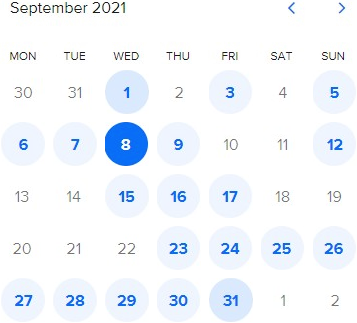 September 2021
MON TUE WED THU FRI SAT SUN
30 31 1 2 3 4 5
6 7 8 9 10 11 12
13 14 15 16 17 18 19
20 21 22 23 24 25 26
27 28 29 30 31 1 2